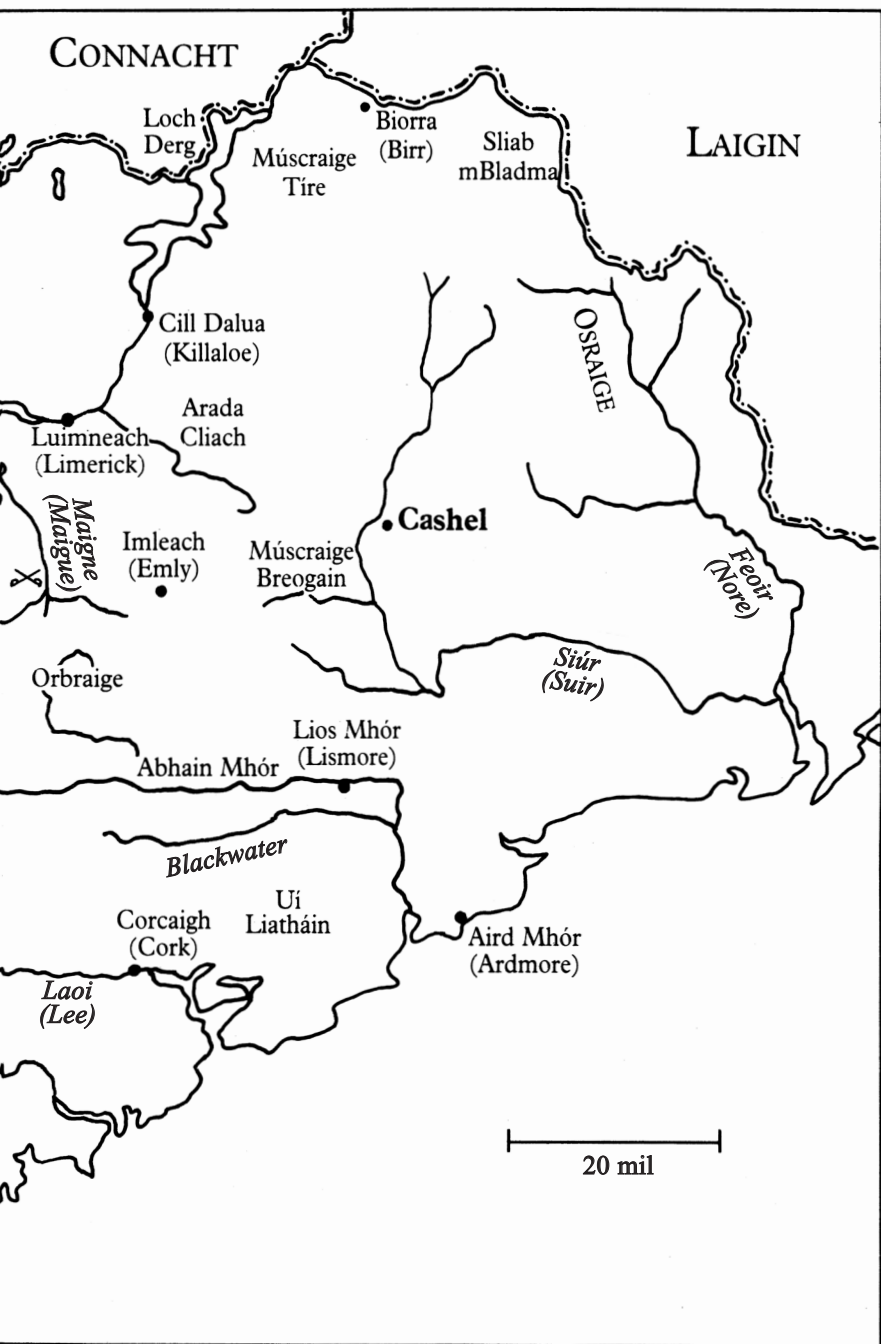 CONNACHT
Loch
Derg
Biorra
(Birr)
Múscraige
Tíre
Sliab
mBladma
LAIGIN
Cill Dalua
(Killaloe)
OSRAIGE
Arada
Cliach
Luimneach
(Limerick)
Maigne
(Maigue)
Imleach
(Emly)
Múscraige
Breogain
Cashel
Feoir
(Nore)
Orbraige
Siúr
(Suir)
Lios Mhór
(Lismore)
Abhain Mhór
Blackwater
Uí
Liatháin
Corcaigh
(Cork)
Aird Mhór
(Ardmore)
Laoi
(Lee)
20 mil